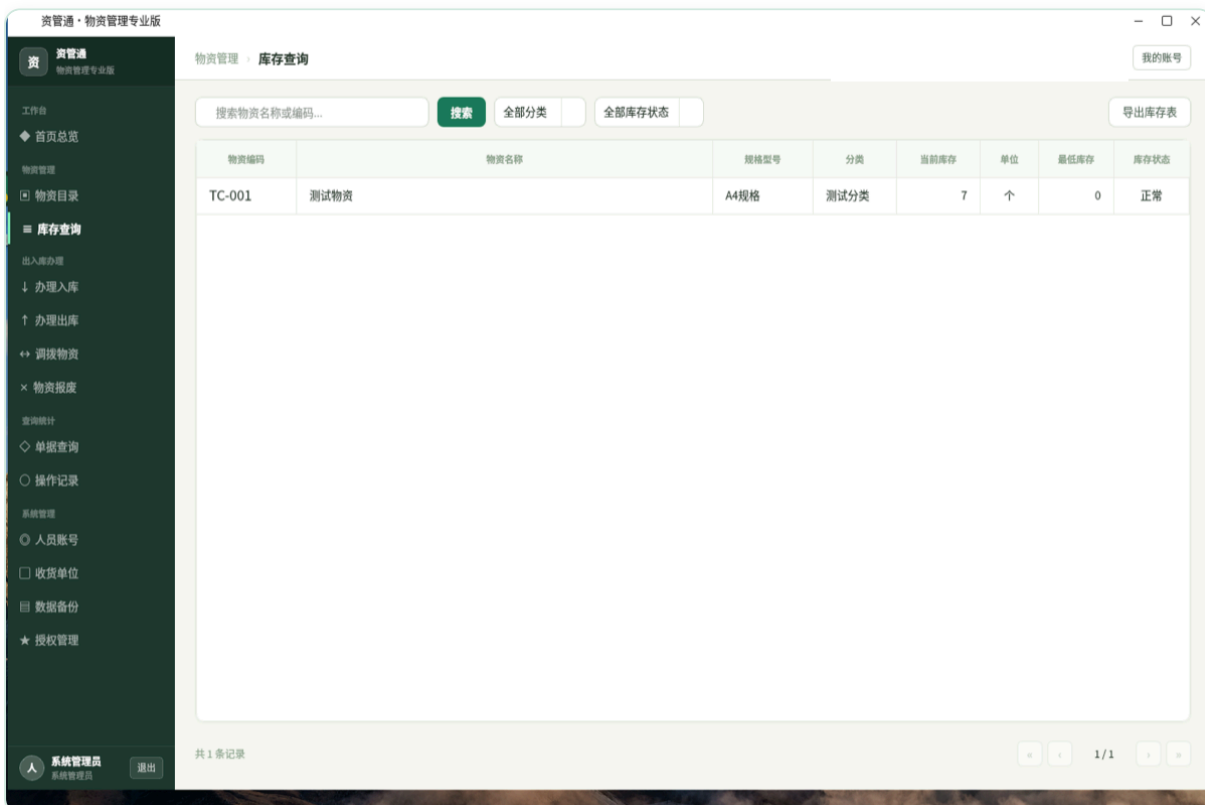 资管通·物资管理专业版
资
资管通
物资管理专业版
物资管理 › 库存查询
我的账号
工作台
首页总览
物资管理
物资目录
库存查询
出入库办理
↓ 办理入库
↑ 办理出库
↔ 调拨物资
× 物资报废
查询统计
单据查询
操作记录
系统管理
人员账号
收货单位
数据备份
★ 授权管理
人
系统管理员
系统管理员
退出
搜索物资名称或编码...
搜索
全部分类
全部库存状态
导出库存表
物资编码 物资名称 规格型号 分类 当前库存 单位 最低库存 库存状态
TC-001 测试物资 A4规格 测试分类 7 个 0 正常
共 1 条记录
« ‹ 1 / 1 › »